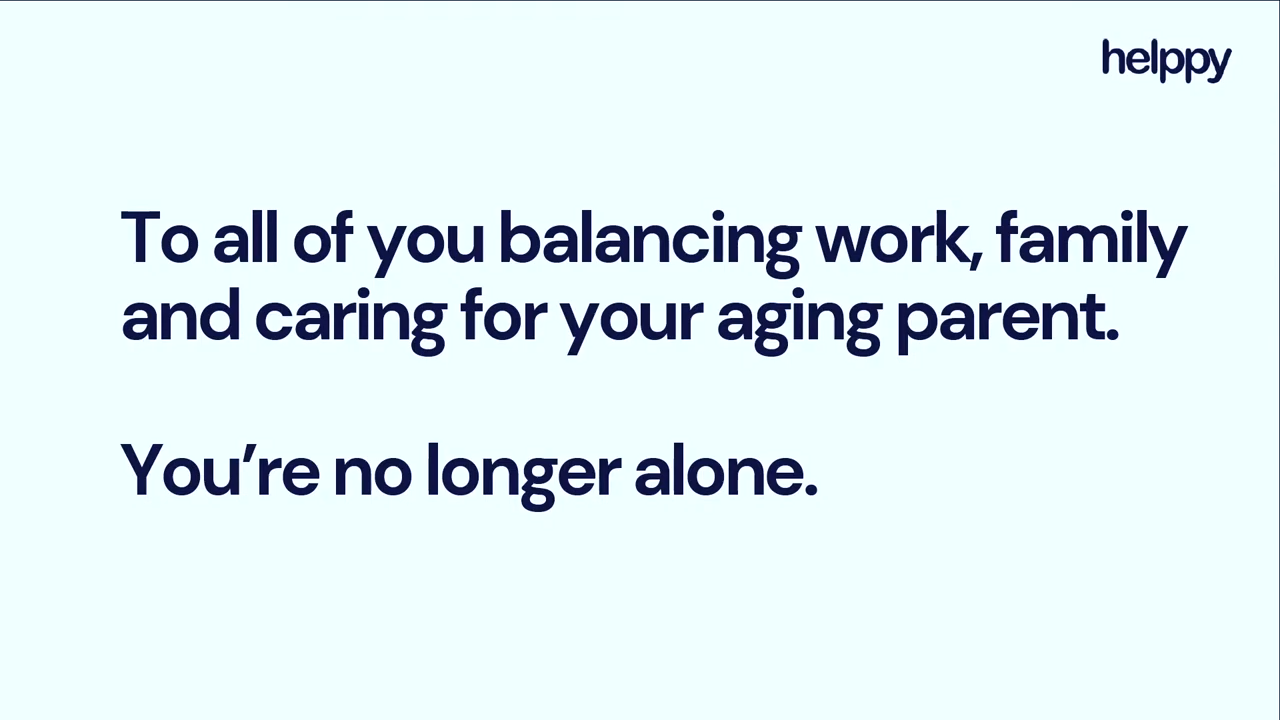 helppy
To all of you balancing work, family
and caring for your aging parent.
You’re no longer alone.